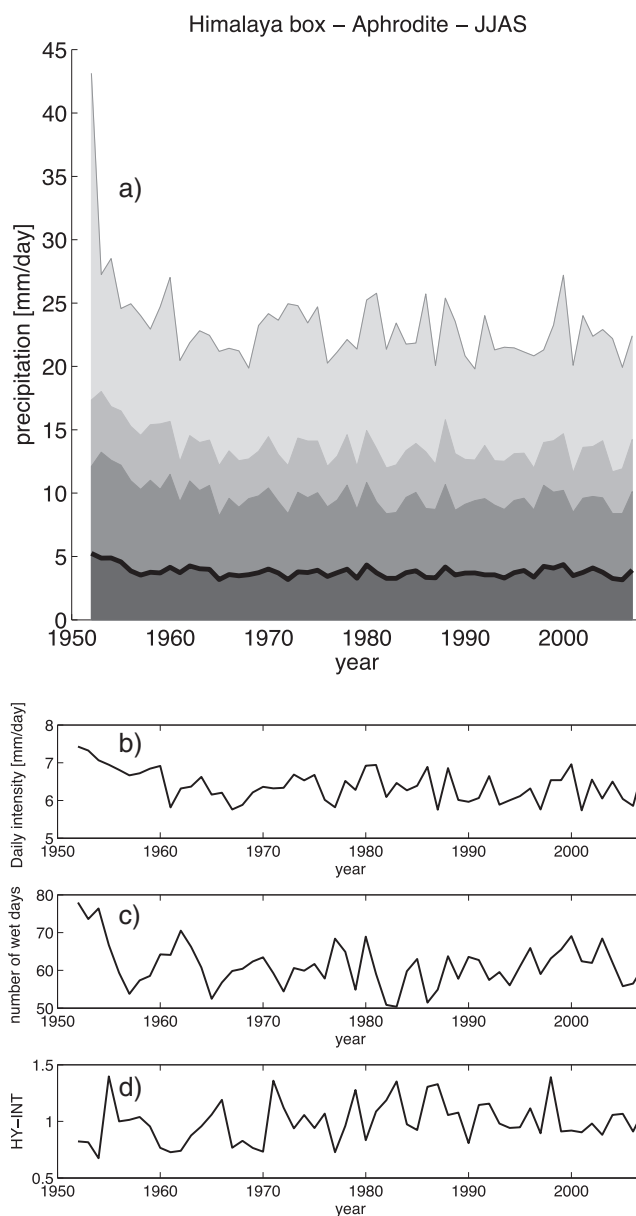 Himalaya box – Aphrodite – JJAS
45
40
35
30
25
20
15
10
5
0
precipitation [mm/day]
a)
1950 1960 1970 1980 1990 2000
year
8
7
6
5
Daily intensity [mm/day]
b)
1950 1960 1970 1980 1990 2000
year
80
70
60
50
number of wet days
c)
1950 1960 1970 1980 1990 2000
year
1.5
1
0.5
HY–INT
d)
1950 1960 1970 1980 1990 2000
year